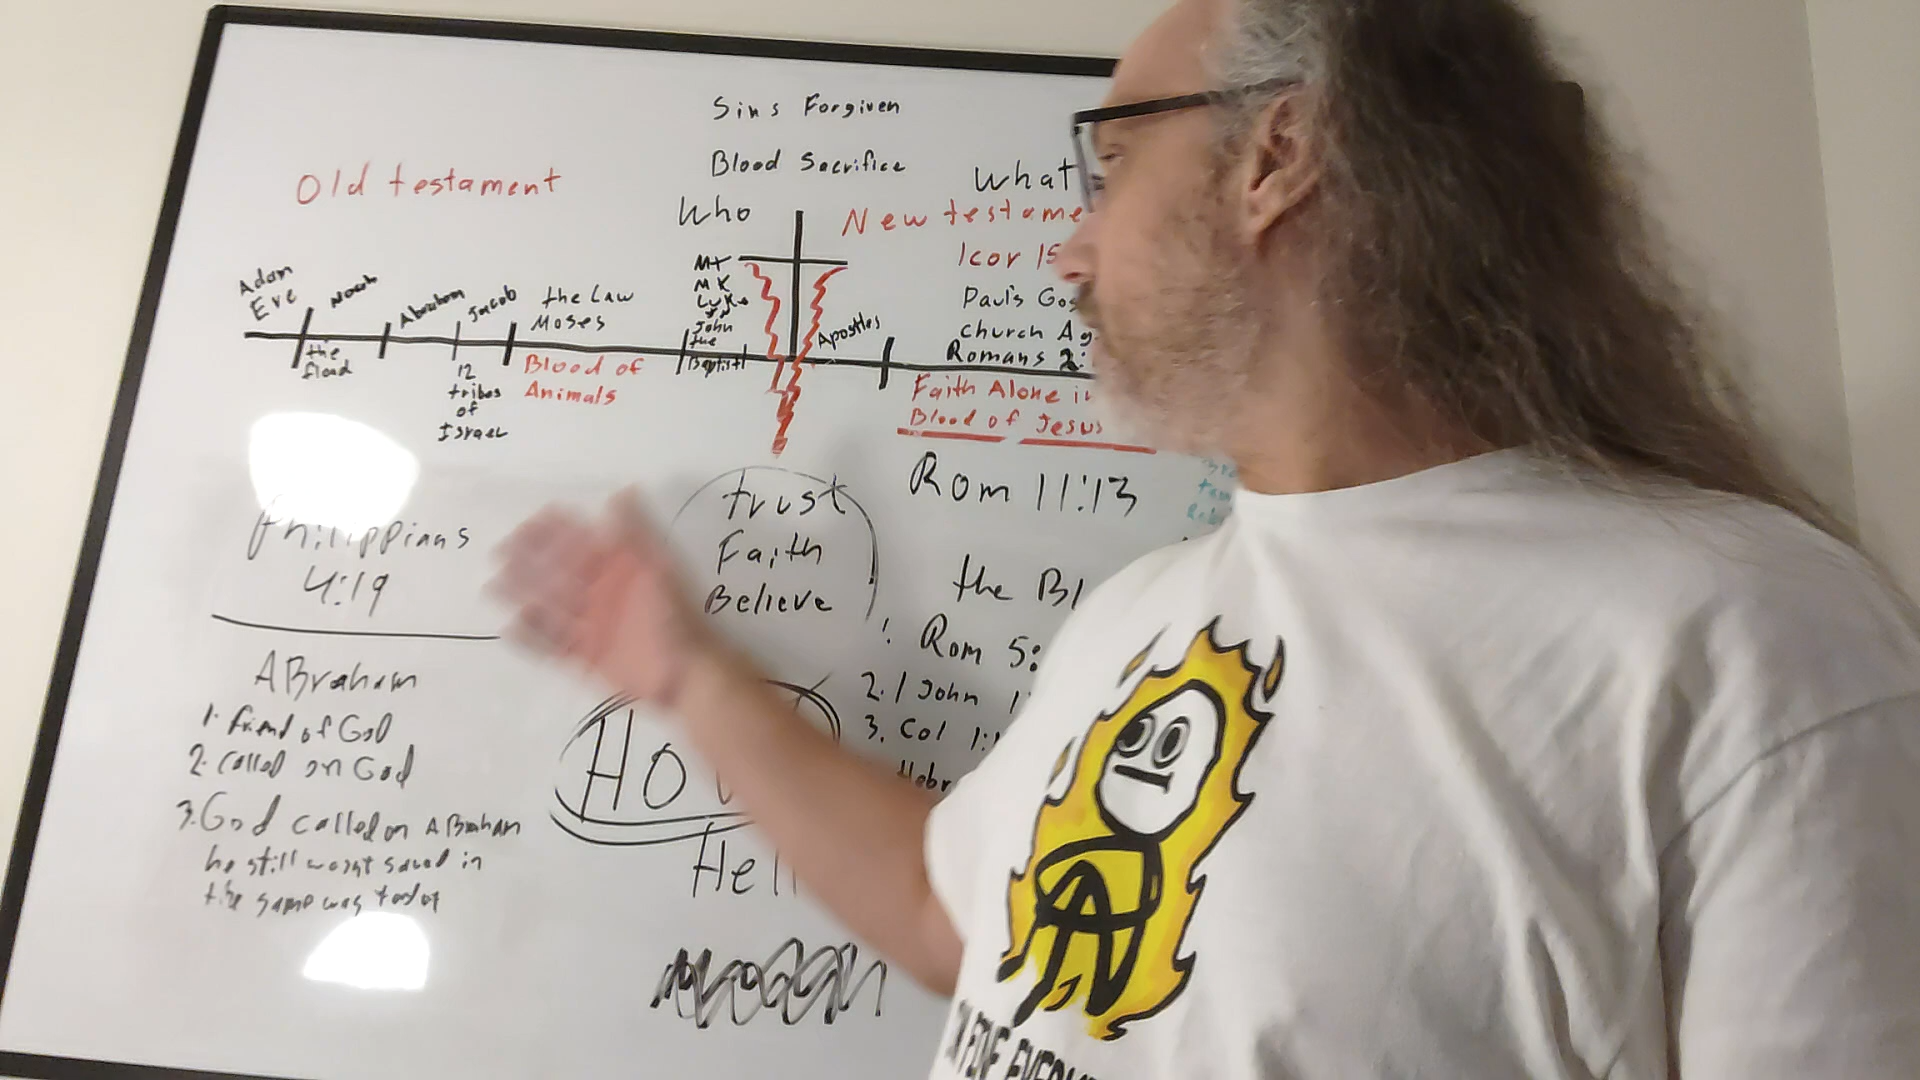 Sins Forgiven
Blood Sacrifice
Old testament
Who
What
New testame
Icor 15
Paul's Gos
Church Ag
Romans 2:
Adam
Eve
Noah
Abraham
Jacob
the Law
Moses
MT
MK
Luke
John
the
Baptist
Apostles
the
flood
12
tribes
of
Israel
Blood of
Animals
Faith Alone in
Blood of Jesus
Rom 11:13
trust
Faith
Believe
Philippians
4:19
the Bl
1. Rom 5:
2. 1 John 1
3. Col 1:1
Hebr
ABraham
1. friend of God
2. called on God
3. God called on ABraham
he still wasnt saved in
the same way
HO
Hel